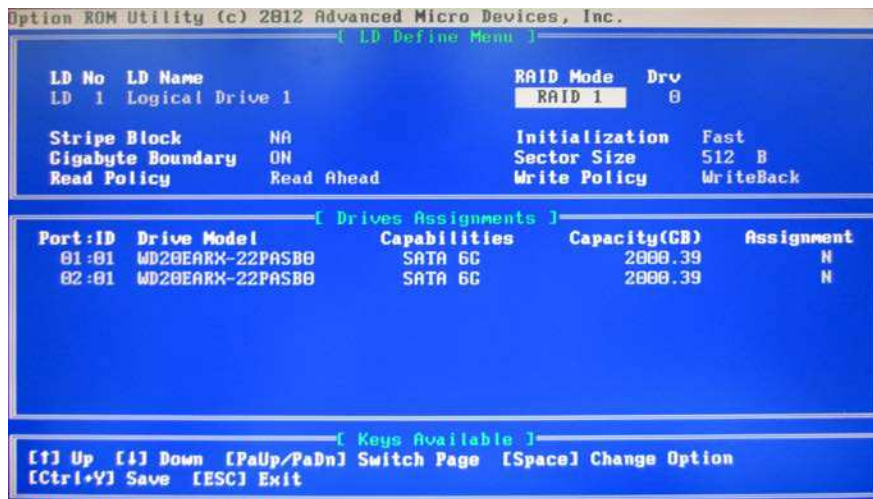 Option ROM Utility (c) 2012 Advanced Micro Devices, Inc.
[ LD Define Menu ]
LD No LD Name RAID Mode Drv
LD 1 Logical Drive 1 RAID 1 0
Stripe Block NA Initialization Fast
Gigabyte Boundary ON Sector Size 512 B
Read Policy Read Ahead Write Policy WriteBack
[ Drives Assignments ]
Port:ID Drive Model Capabilities Capacity(GB) Assignment
01:01 WD20EARX-22PASB0 SATA 6G 2000.39 N
02:01 WD20EARX-22PASB0 SATA 6G 2000.39 N
[ Keys Available ]
[↑] Up [↓] Down [PaUp/PaDn] Switch Page [Space] Change Option
[Ctrl+Y] Save [ESC] Exit